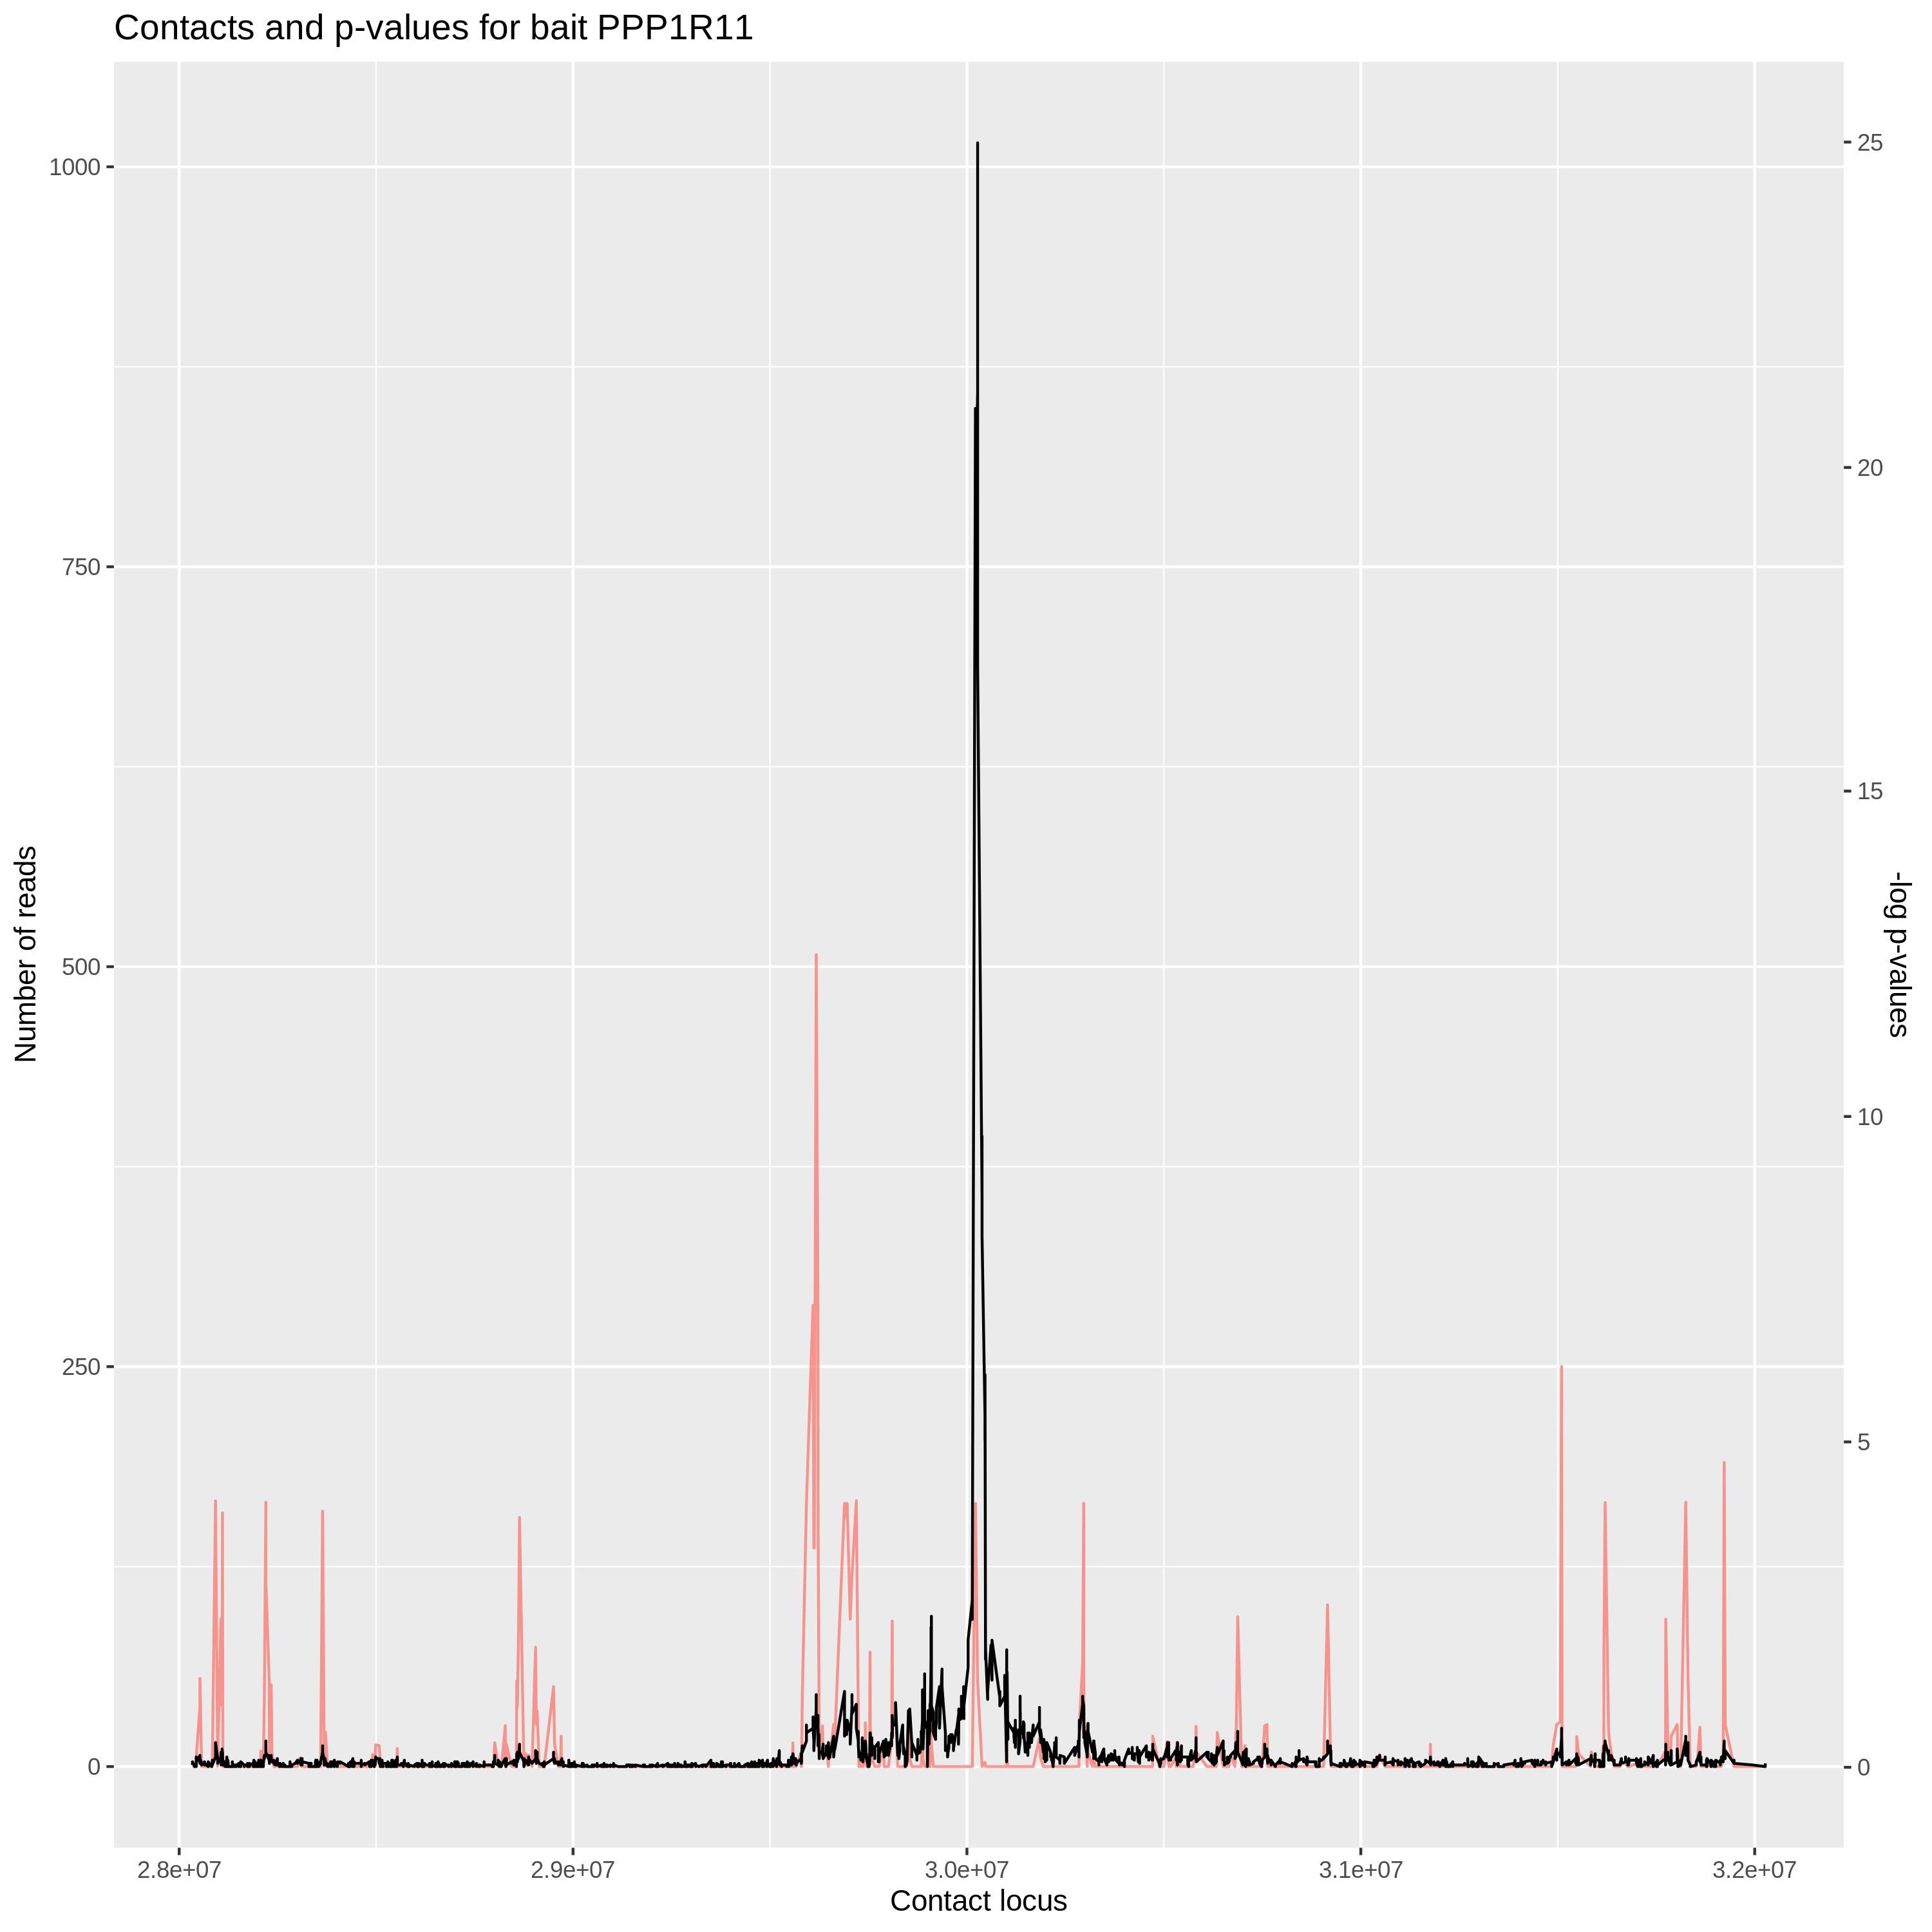 Contacts and p-values for bait PPP1R11
1000
750
500
250
0
Number of reads
25
20
15
10
5
0
-log p-values
2.8e+07
2.9e+07
3.0e+07
3.1e+07
3.2e+07
Contact locus